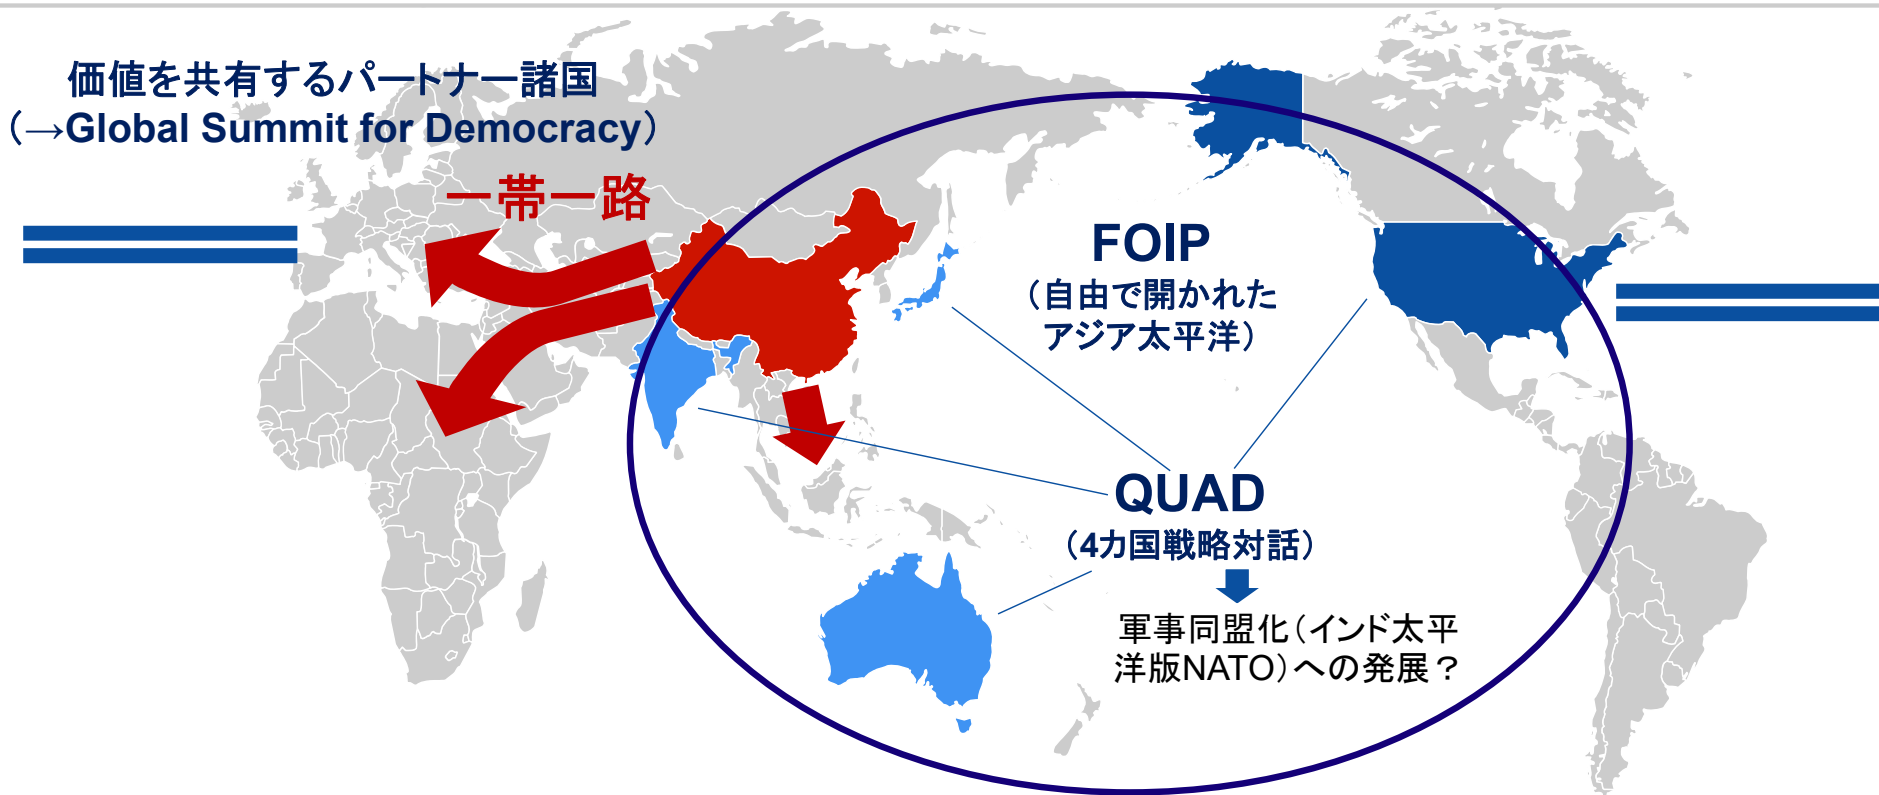 価値を共有するパートナー諸国
（→Global Summit for Democracy）
一帯一路
FOIP
（自由で開かれた
アジア太平洋）
QUAD
（4カ国戦略対話）
軍事同盟化（インド太平
洋版NATO）への発展？